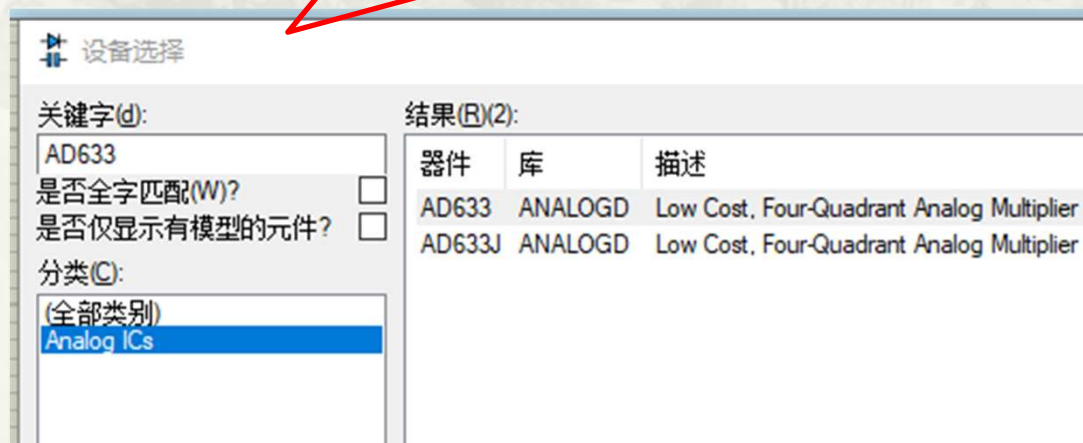 设备选择
关键字(d):
AD633
是否全字匹配(W)?
是否仅显示有模型的元件?
分类(C):
(全部类别)
Analog ICs
结果(R)(2):
器件 库 描述
AD633 ANALOGD Low Cost, Four-Quadrant Analog Multiplier
AD633J ANALOGD Low Cost, Four-Quadrant Analog Multiplier